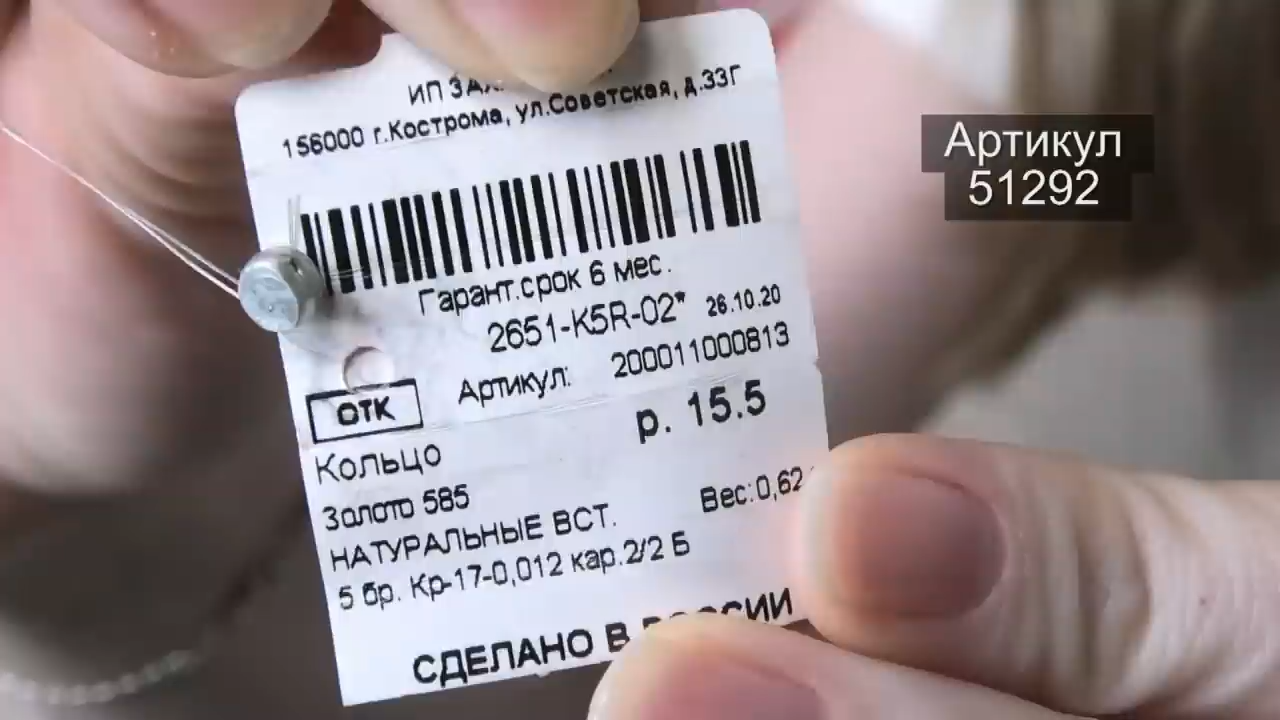 ИП
156000 г.Кострома, ул.Советская, д.33Г
Гарант.срок 6 мес.
2651-K5R-02* 26.10.20
Артикул: 200011000813
ОТК
р. 15.5
Кольцо
Золото 585
Вес:0,62
НАТУРАЛЬНЫЕ ВСТ.
5 бр. Кр-17-0,012 кар.2/2 Б
СДЕЛАНО В
Артикул
51292